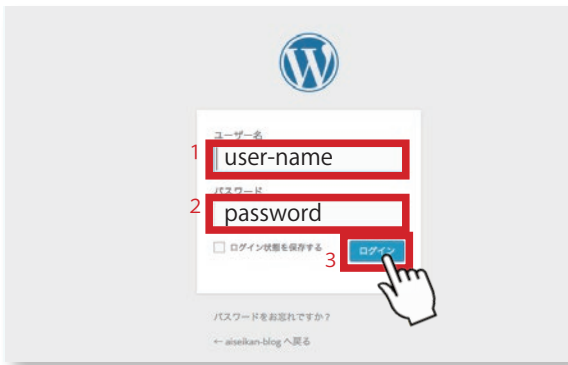 ユーザー名
1
user-name
パスワード
2
password
ログイン状態を保存する
3
ログイン
パスワードをお忘れですか?
← aiseikan-blog へ戻る